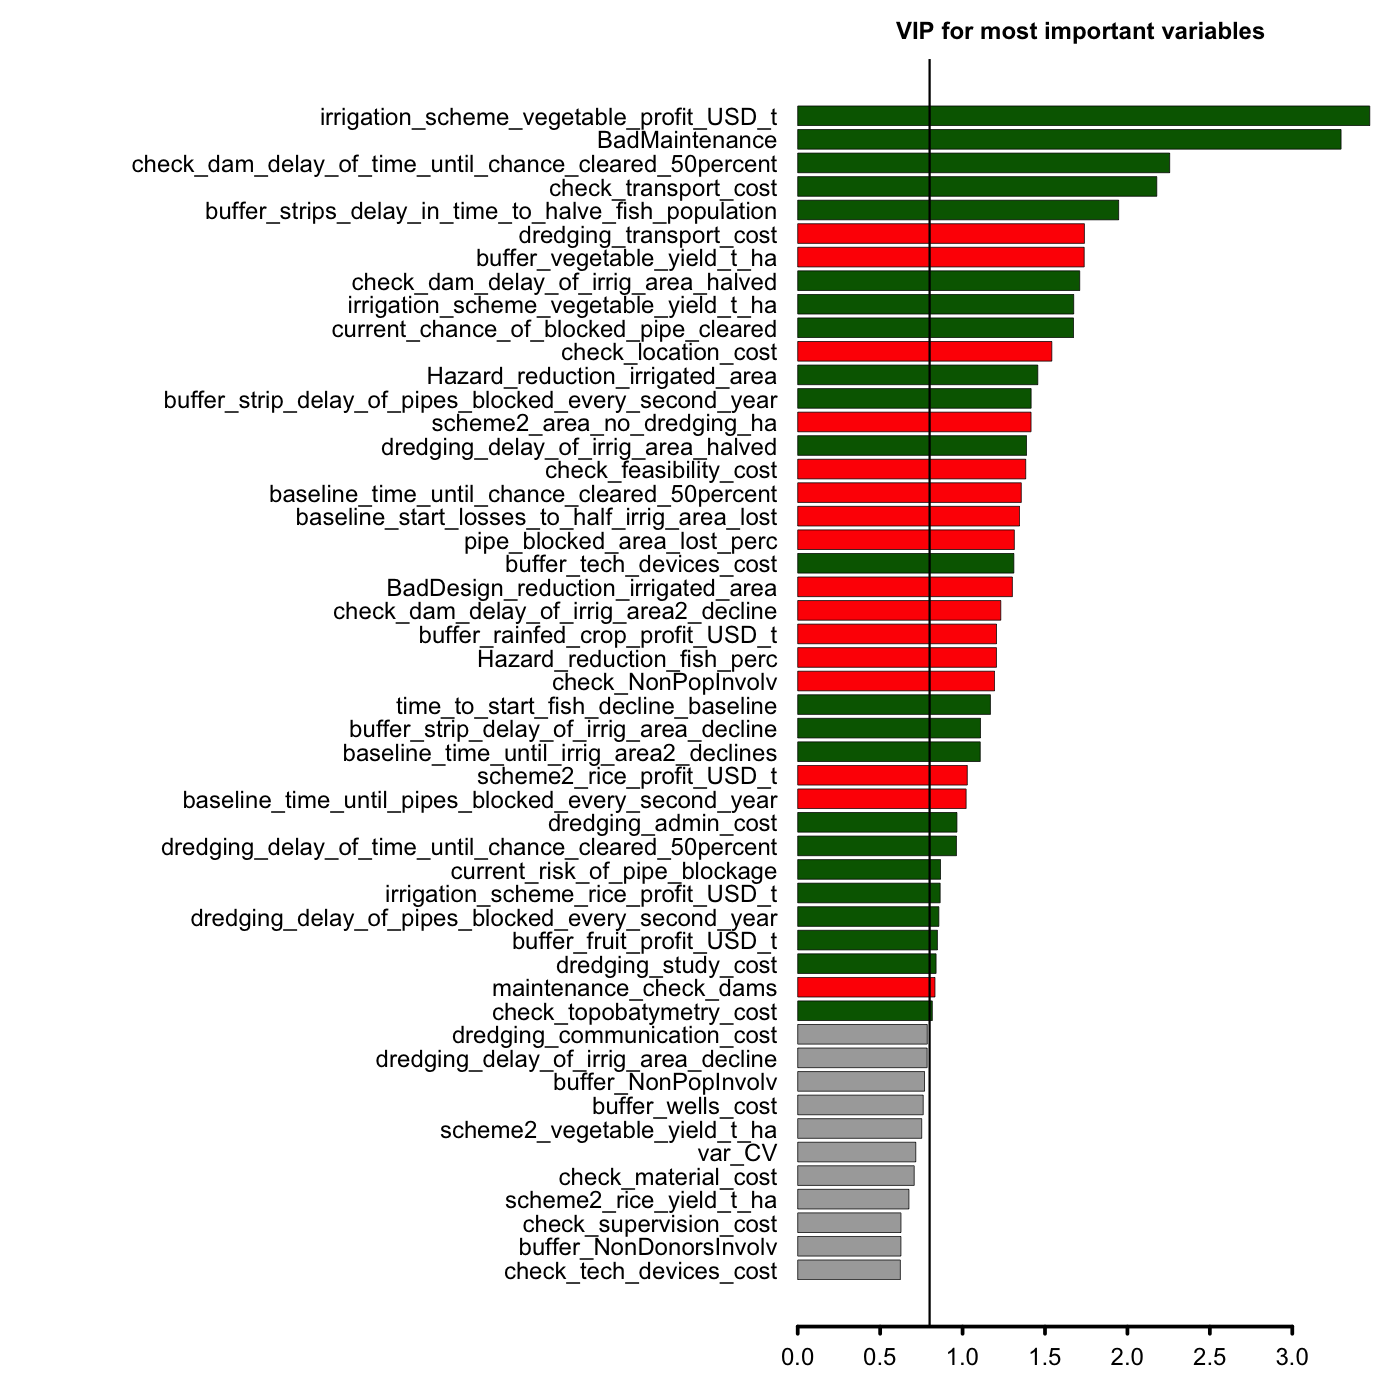 VIP for most important variables
irrigation_scheme_vegetable_profit_USD_t
BadMaintenance
check_dam_delay_of_time_until_chance_cleared_50percent
check_transport_cost
buffer_strips_delay_in_time_to_halve_fish_population
dredging_transport_cost
buffer_vegetable_yield_t_ha
check_dam_delay_of_irrig_area_halved
irrigation_scheme_vegetable_yield_t_ha
current_chance_of_blocked_pipe_cleared
check_location_cost
Hazard_reduction_irrigated_area
buffer_strip_delay_of_pipes_blocked_every_second_year
scheme2_area_no_dredging_ha
dredging_delay_of_irrig_area_halved
check_feasibility_cost
baseline_time_until_chance_cleared_50percent
baseline_start_losses_to_half_irrig_area_lost
pipe_blocked_area_lost_perc
buffer_tech_devices_cost
BadDesign_reduction_irrigated_area
check_dam_delay_of_irrig_area2_decline
buffer_rainfed_crop_profit_USD_t
Hazard_reduction_fish_perc
check_NonPopInvolv
time_to_start_fish_decline_baseline
buffer_strip_delay_of_irrig_area_decline
baseline_time_until_irrig_area2_declines
scheme2_rice_profit_USD_t
baseline_time_until_pipes_blocked_every_second_year
dredging_admin_cost
dredging_delay_of_time_until_chance_cleared_50percent
current_risk_of_pipe_blockage
irrigation_scheme_rice_profit_USD_t
dredging_delay_of_pipes_blocked_every_second_year
buffer_fruit_profit_USD_t
dredging_study_cost
maintenance_check_dams
check_topobatymetry_cost
dredging_communication_cost
dredging_delay_of_irrig_area_decline
buffer_NonPopInvolv
buffer_wells_cost
scheme2_vegetable_yield_t_ha
var_CV
check_material_cost
scheme2_rice_yield_t_ha
check_supervision_cost
buffer_NonDonorsInvolv
check_tech_devices_cost
0.0 0.5 1.0 1.5 2.0 2.5 3.0